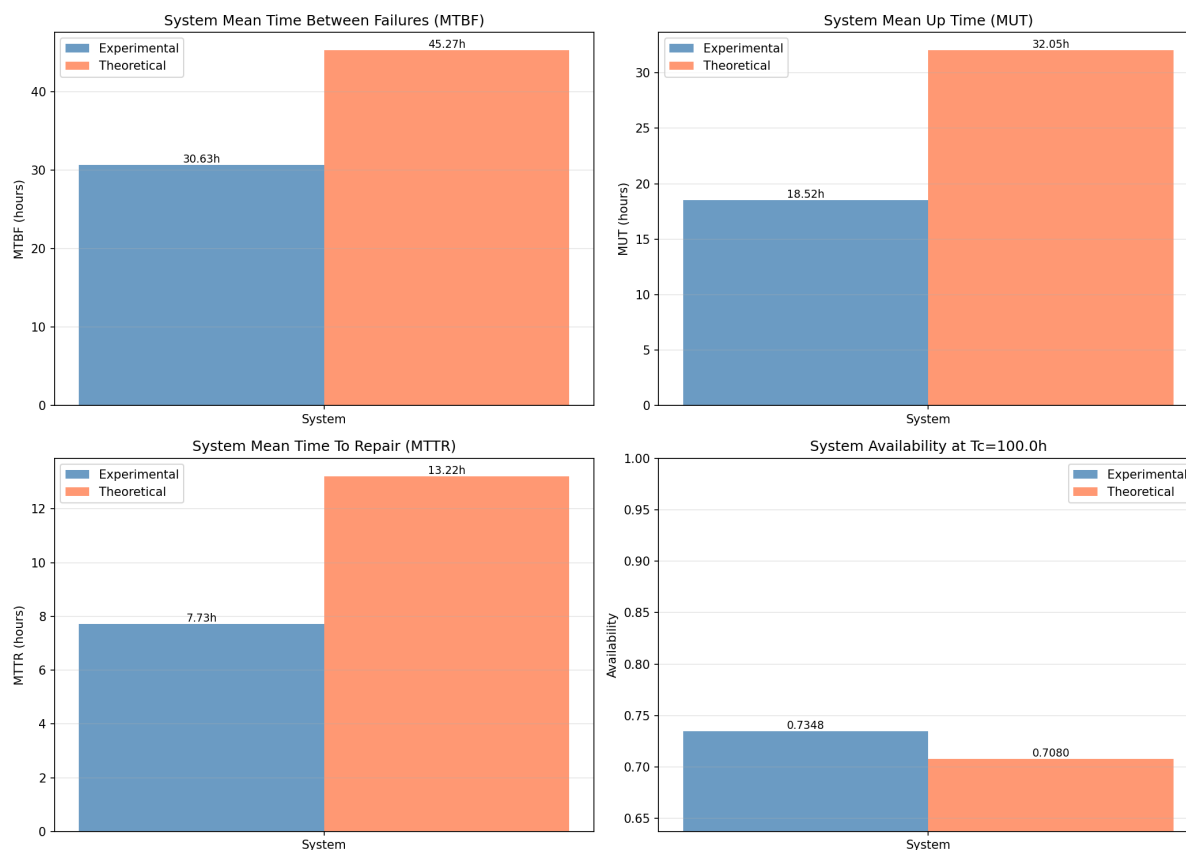 System Mean Time Between Failures (MTBF)
Experimental
Theoretical
45.27h
30.63h
MTBF (hours)
40
30
20
10
0
System
System Mean Up Time (MUT)
Experimental
Theoretical
32.05h
18.52h
MUT (hours)
30
25
20
15
10
5
0
System
System Mean Time To Repair (MTTR)
Experimental
Theoretical
13.22h
7.73h
MTTR (hours)
12
10
8
6
4
2
0
System
System Availability at Tc=100.0h
Experimental
Theoretical
0.7348
0.7080
Availability
1.00
0.95
0.90
0.85
0.80
0.75
0.70
0.65
System